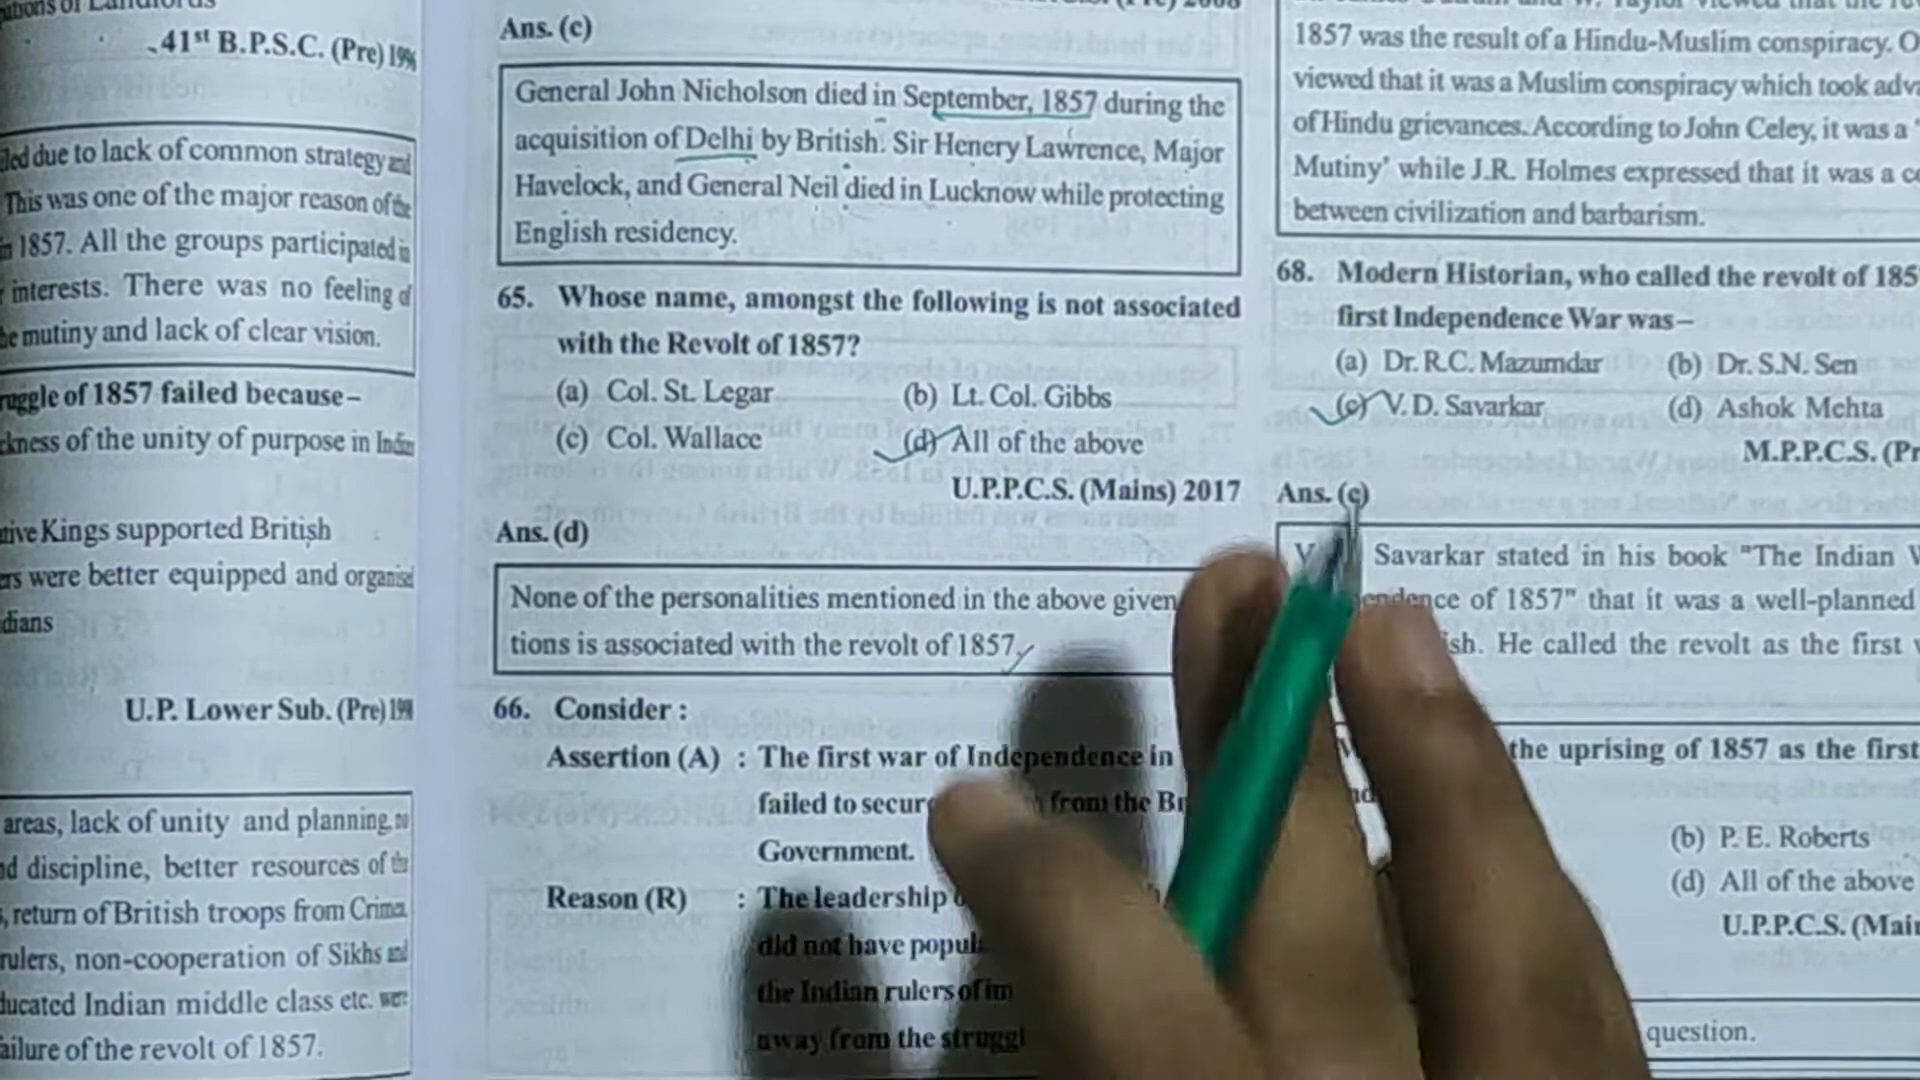 41st B.P.S.C. (Pre) 1996
due to lack of common strategy and
This was one of the major reason of the
1857. All the groups participated in
interests. There was no feeling of
mutiny and lack of clear vision.
of 1857 failed because–
of the unity of purpose in Indian
Kings supported British
were better equipped and organised
U.P. Lower Sub. (Pre) 1998
areas, lack of unity and planning, no
discipline, better resources of the
return of British troops from Crimea,
rulers, non-cooperation of Sikhs and
Indian middle class etc. were
of the revolt of 1857.
Ans. (c)
General John Nicholson died in September, 1857 during the
acquisition of Delhi by British. Sir Henery Lawrence, Major
Havelock, and General Neil died in Lucknow while protecting
English residency.
65. Whose name, amongst the following is not associated
with the Revolt of 1857?
(a) Col. St. Legar (b) Lt. Col. Gibbs
(c) Col. Wallace (d) All of the above
U.P.P.C.S. (Mains) 2017
Ans. (d)
None of the personalities mentioned in the above given
tions is associated with the revolt of 1857.
66. Consider :
Assertion (A) : The first war of Independence in
failed to secure from the
Government.
Reason (R) : The leadership
did not have
the Indian rulers of
away from the
1857 was the result of a Hindu-Muslim conspiracy.
viewed that it was a Muslim conspiracy which took
of Hindu grievances. According to John Celey, it was a
Mutiny' while J.R. Holmes expressed that it was a
between civilization and barbarism.
68. Modern Historian, who called the revolt of 185
first Independence War was–
(a) Dr. R.C. Mazumdar (b) Dr. S.N. Sen
(c) V. D. Savarkar (d) Ashok Mehta
M.P.P.C.S.
Ans. (c)
Savarkar stated in his book "The Indian
of 1857" that it was a well-planned
He called the revolt as the first
the uprising of 1857 as the first
(b) P. E. Roberts
(d) All of the above
U.P.P.C.S.
question.